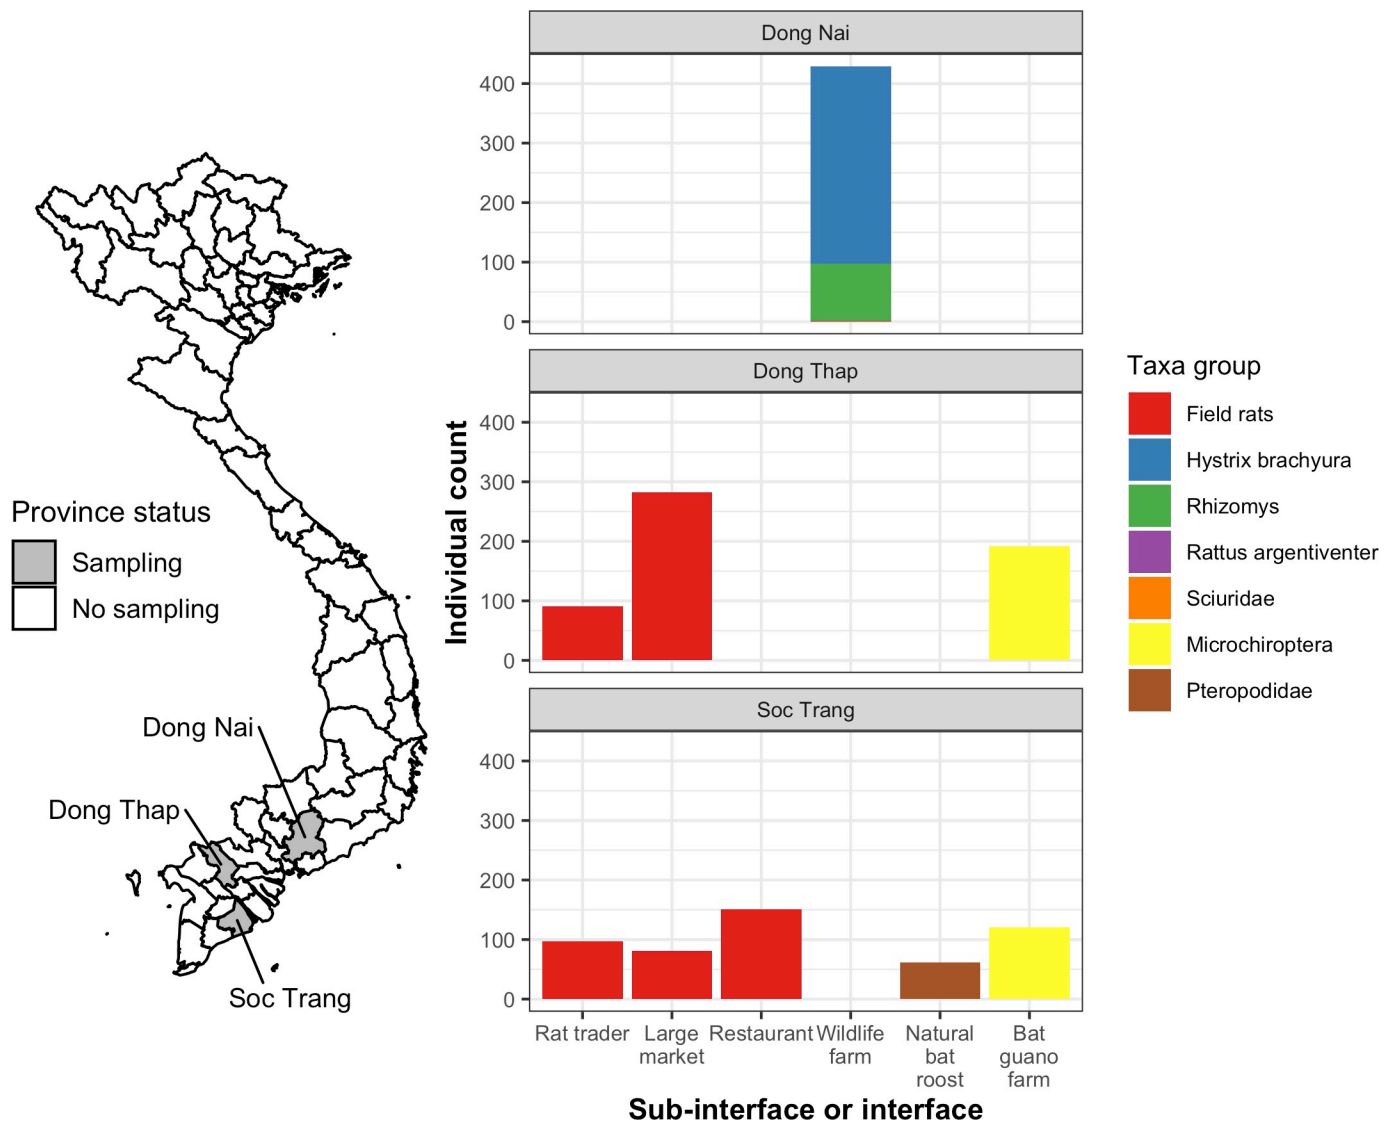 Province status
Sampling
No sampling
Dong Nai
Dong Thap
Soc Trang
Individual count
Dong Nai
400
300
200
100
0
Dong Thap
400
300
200
100
0
Soc Trang
400
300
200
100
0
Rat trader
Large
market
Restaurant
Wildlife
farm
Natural
bat
roost
Bat
guano
farm
Sub-interface or interface
Taxa group
Field rats
Hystrix brachyura
Rhizomys
Rattus argentiventer
Sciuridae
Microchiroptera
Pteropodidae